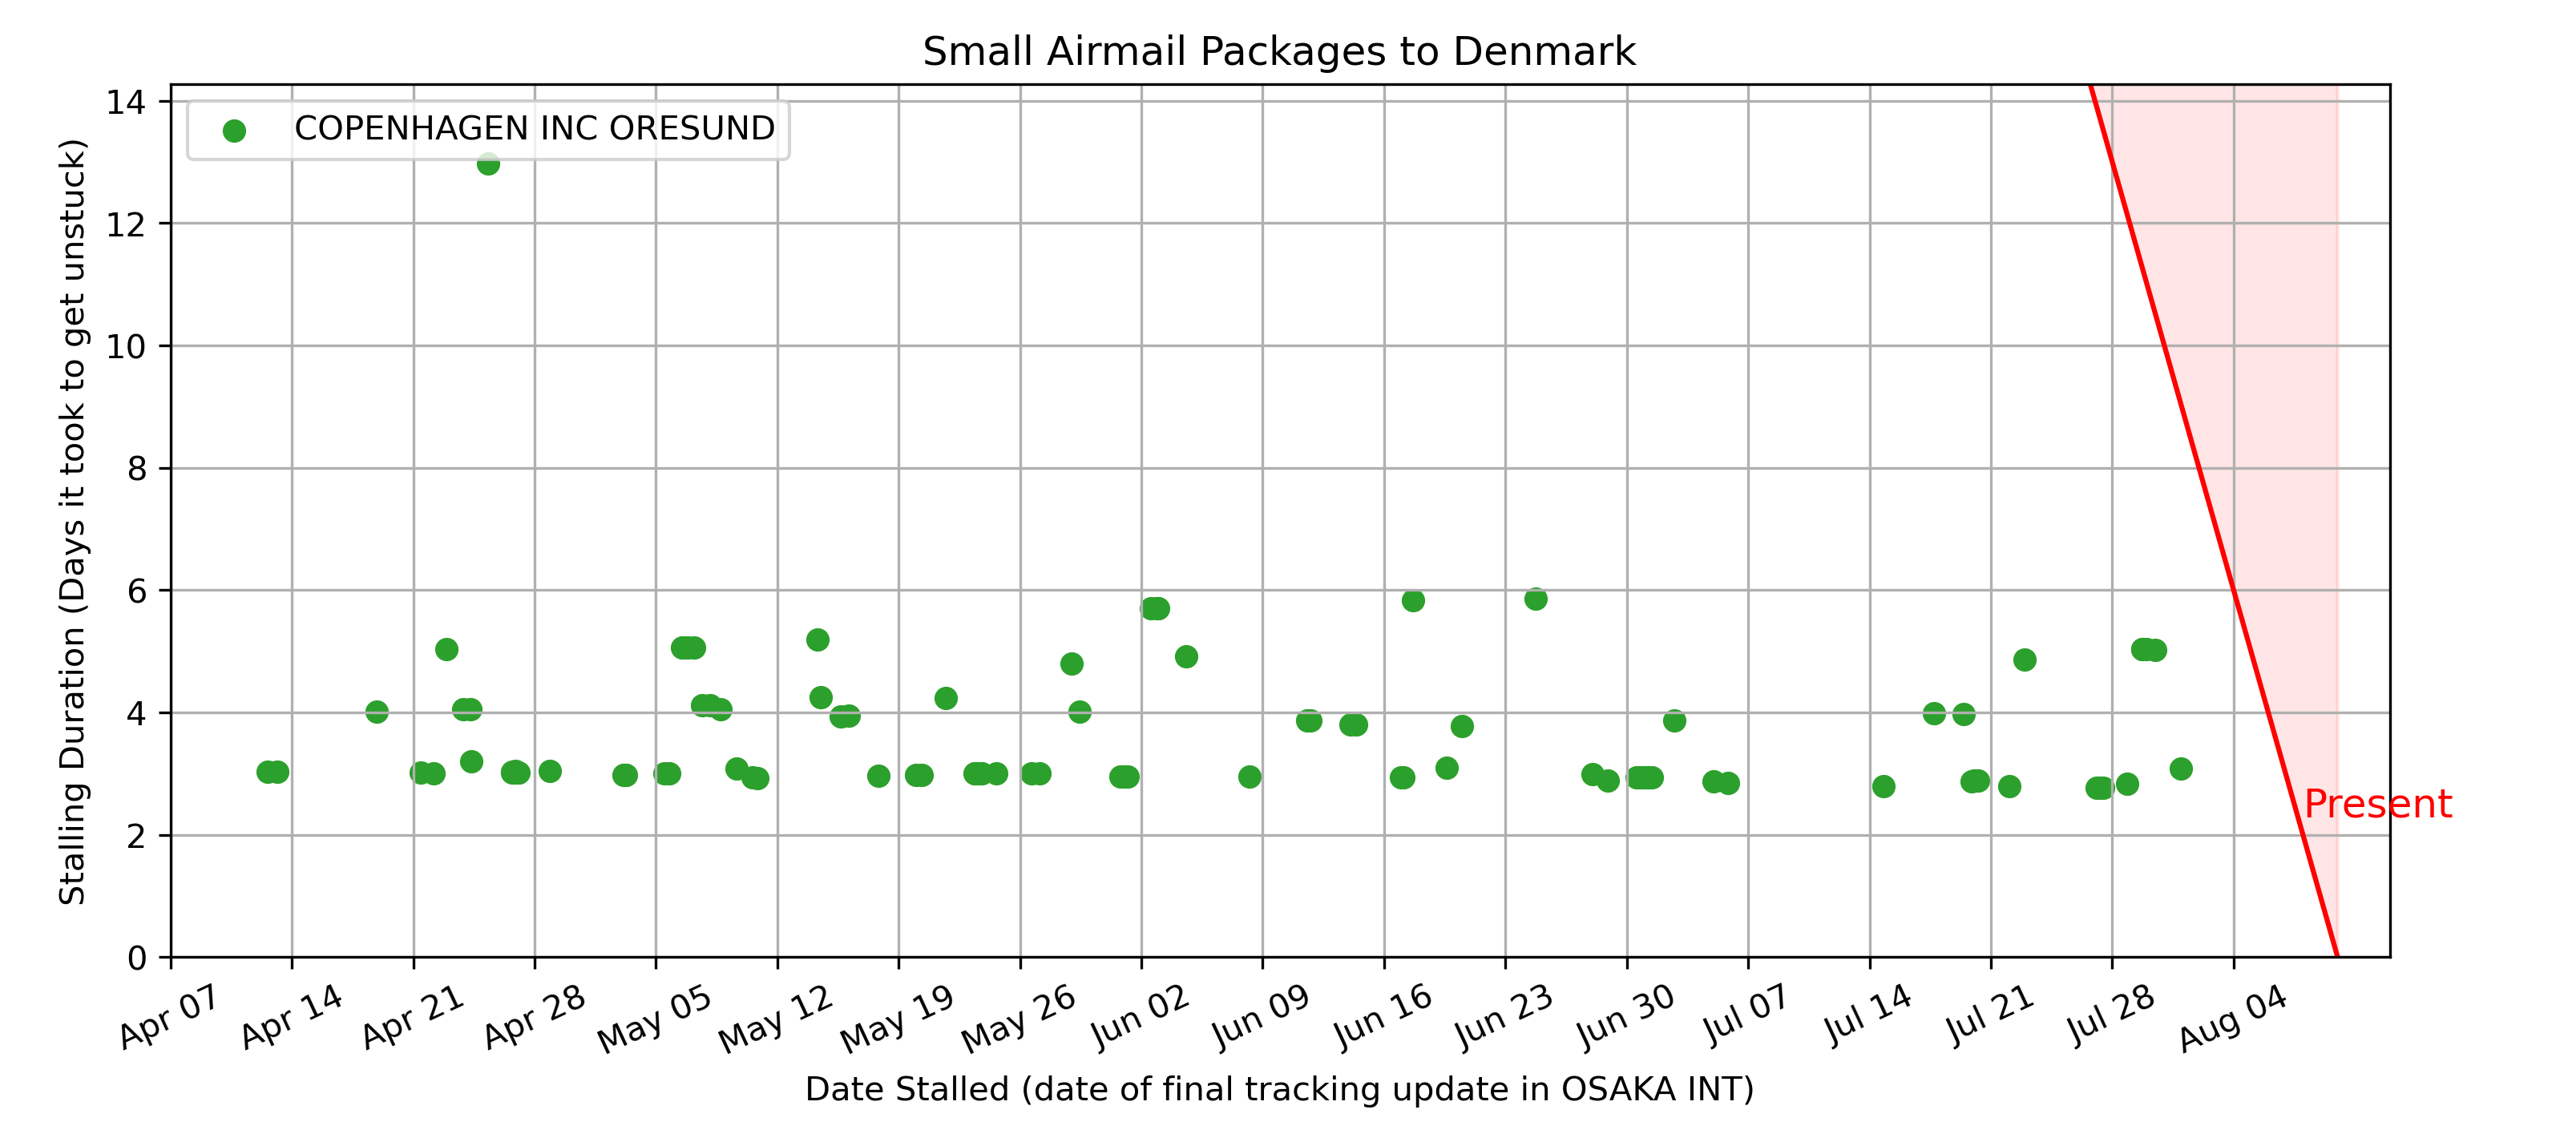 Small Airmail Packages to Denmark
COPENHAGEN INC ORESUND
Stalling Duration (Days it took to get unstuck)
14
12
10
8
6
4
2
0
Present
Apr 07
Apr 14
Apr 21
Apr 28
May 05
May 12
May 19
May 26
Jun 02
Jun 09
Jun 16
Jun 23
Jun 30
Jul 07
Jul 14
Jul 21
Jul 28
Aug 04
Date Stalled (date of final tracking update in OSAKA INT)